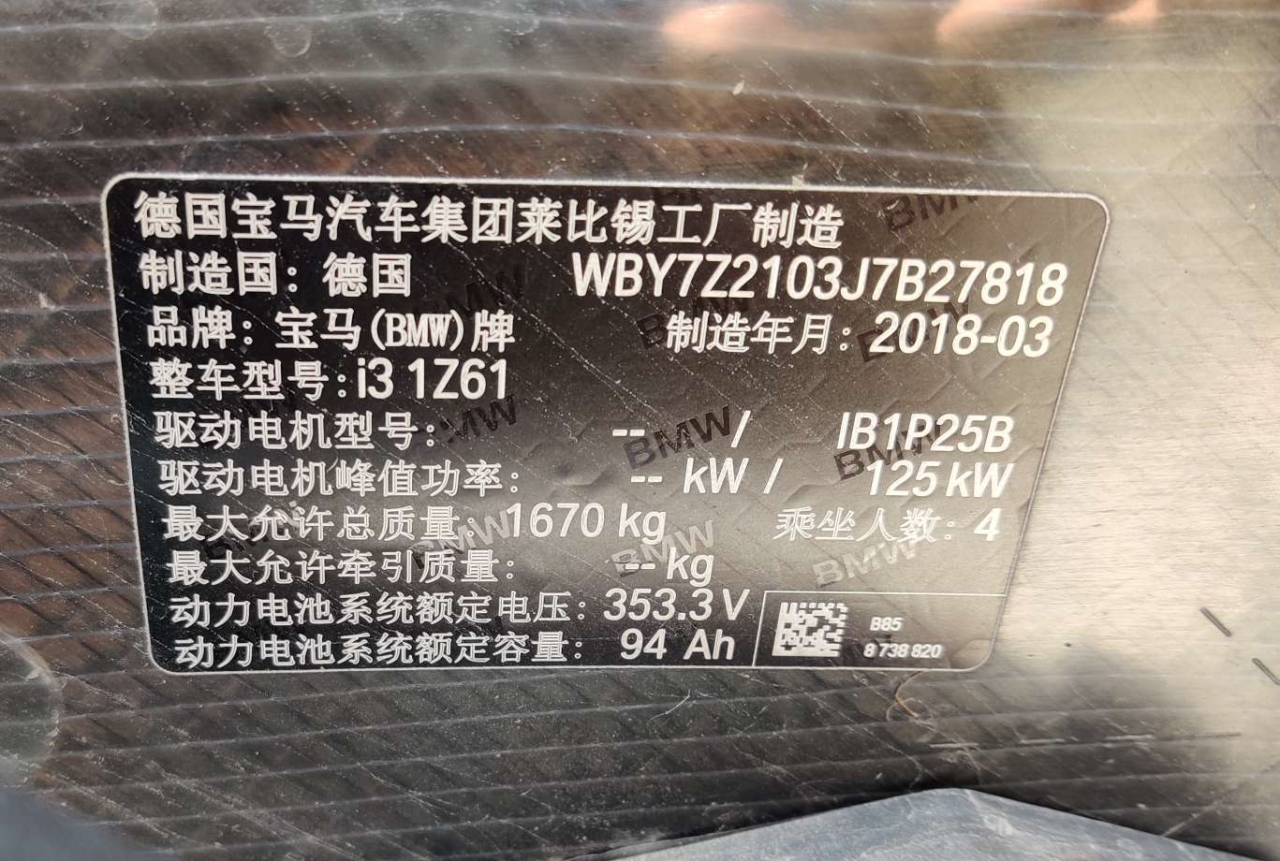 德国宝马汽车集团莱比锡工厂制造
制造国：德国 WBY7Z2103J7B27818
品牌：宝马(BMW)牌 制造年月：2018-03
整车型号：i3 1Z61
驱动电机型号： -- / IB1P25B
驱动电机峰值功率： -- kW / 125 kW
最大允许总质量：1670 kg 乘坐人数：4
最大允许牵引质量： -- kg
动力电池系统额定电压：353.3 V
动力电池系统额定容量： 94 Ah
B85
8 738 820